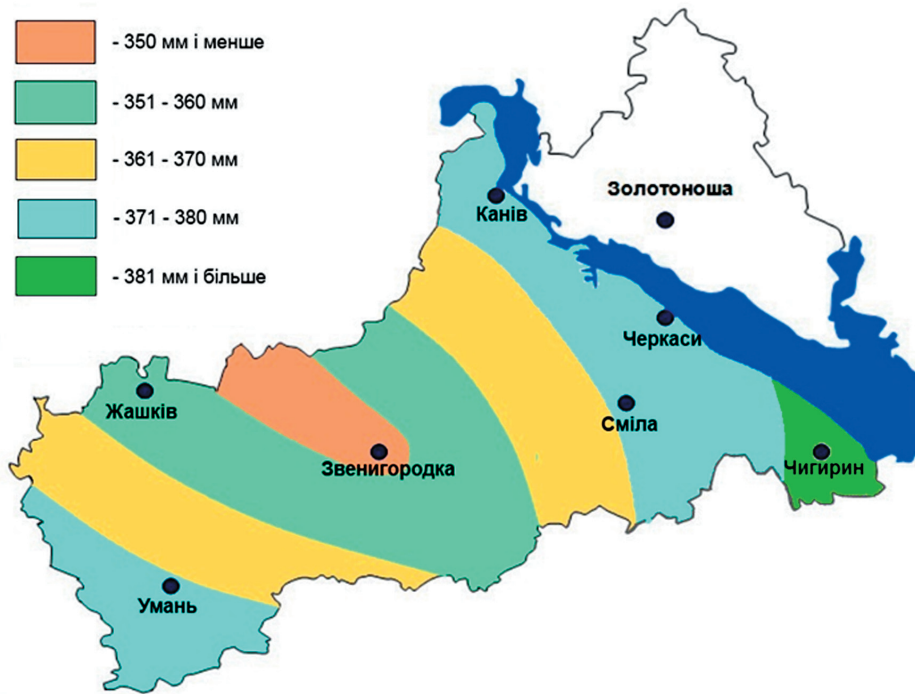 - 350 мм і менше
- 351 - 360 мм
- 361 - 370 мм
- 371 - 380 мм
- 381 мм і більше
Золотоноша
Канів
Черкаси
Жашків
Сміла
Звенигородка
Чигирин
Умань